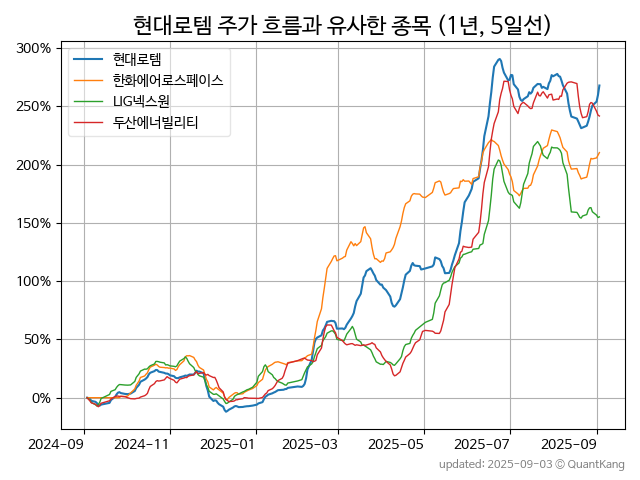 현대로템 주가 흐름과 유사한 종목 (1년, 5일선)
300%
250%
200%
150%
100%
50%
0%
현대로템
한화에어로스페이스
LIG넥스원
두산에너빌리티
2024-09 2024-11 2025-01 2025-03 2025-05 2025-07 2025-09
updated: 2025-09-03 © QuantKang